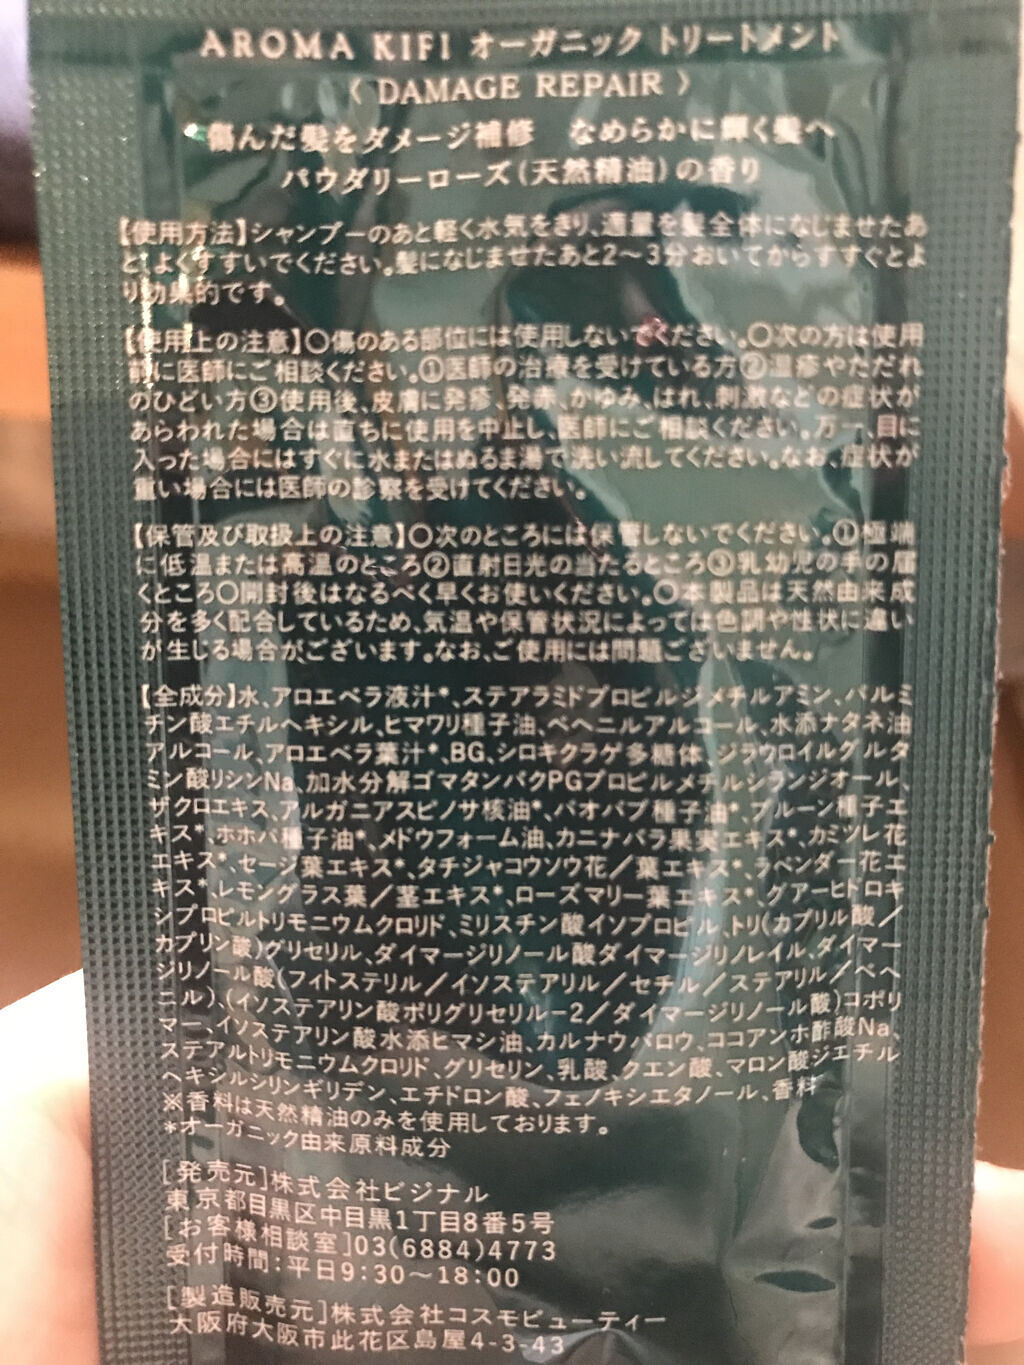 AROMA KIFI オーガニック トリートメント
〈 DAMAGE REPAIR 〉
傷んだ髪をダメージ補修　なめらかに輝く髪へ
パウダリーローズ(天然精油)の香り
【使用方法】シャンプーのあと軽く水気をきり、適量を髪全体になじませたあ
と、よくすすいでください。髪になじませたあと2〜3分おいてからすすぐとよ
り効果的です。
【使用上の注意】〇傷のある部位には使用しないでください。〇次の方は使用
前に医師にご相談ください。①医師の治療を受けている方②湿疹やただれ
のひどい方③使用後、皮膚に発疹、発赤、かゆみ、はれ、刺激などの症状が
あらわれた場合は直ちに使用を中止し、医師にご相談ください。万一、目に
入った場合にはすぐに水またはぬるま湯で洗い流してください。なお、症状が
重い場合には医師の診察を受けてください。
【保管及び取扱上の注意】〇次のところには保管しないでください。①極端
に低温または高温のところ②直射日光の当たるところ③乳幼児の手の届
くところ〇開封後はなるべく早くお使いください。〇本製品は天然由来成
分を多く配合しているため、気温や保管状況によっては色調や性状に違い
が生じる場合がございます。なお、ご使用には問題ございません。
【全成分】水、アロエベラ液汁*、ステアラミドプロピルジメチルアミン、パルミ
チン酸エチルヘキシル、ヒマワリ種子油、ベヘニルアルコール、水添ナタネ油
アルコール、アロエベラ葉汁*、BG、シロキクラゲ多糖体、ジラウロイルグルタ
ミン酸リシンNa、加水分解ゴマタンパクPGプロピルメチルシランジオール、
ザクロエキス、アルガニアスピノサ核油*、バオバブ種子油*、プルーン種子エ
キス*、ホホバ種子油*、メドウフォーム油、カニナバラ果実エキス*、カミツレ花
エキス*、セージ葉エキス*、タチジャコウソウ花／葉エキス*、ラベンダー花エ
キス*、レモングラス葉／茎エキス*、ローズマリー葉エキス*、グアーヒドロキ
シプロピルトリモニウムクロリド、ミリスチン酸イソプロピル、トリ(カプリル酸／
カプリン酸)グリセリル、ダイマージリノール酸ダイマージリノレイル、ダイマー
ジリノール酸(フィトステリル／イソステアリル／セチル／ステアリル／ベヘ
ニル)、(イソステアリン酸ポリグリセリル-2／ダイマージリノール酸)コポリ
マー、イソステアリン酸水添ヒマシ油、カルナウバロウ、ココアンホ酢酸Na、
ステアルトリモニウムクロリド、グリセリン、乳酸、クエン酸、マロン酸ジエチル
ヘキシルシリンギリデン、エチドロン酸、フェノキシエタノール、香料
※香料は天然精油のみを使用しております。
*オーガニック由来原料成分
[発売元]株式会社ビジナル
東京都目黒区中目黒1丁目8番5号
[お客様相談室]03(6884)4773
受付時間：平日9:30〜18:00
[製造販売元]株式会社コスモビューティー
大阪府大阪市此花区島屋4-3-43